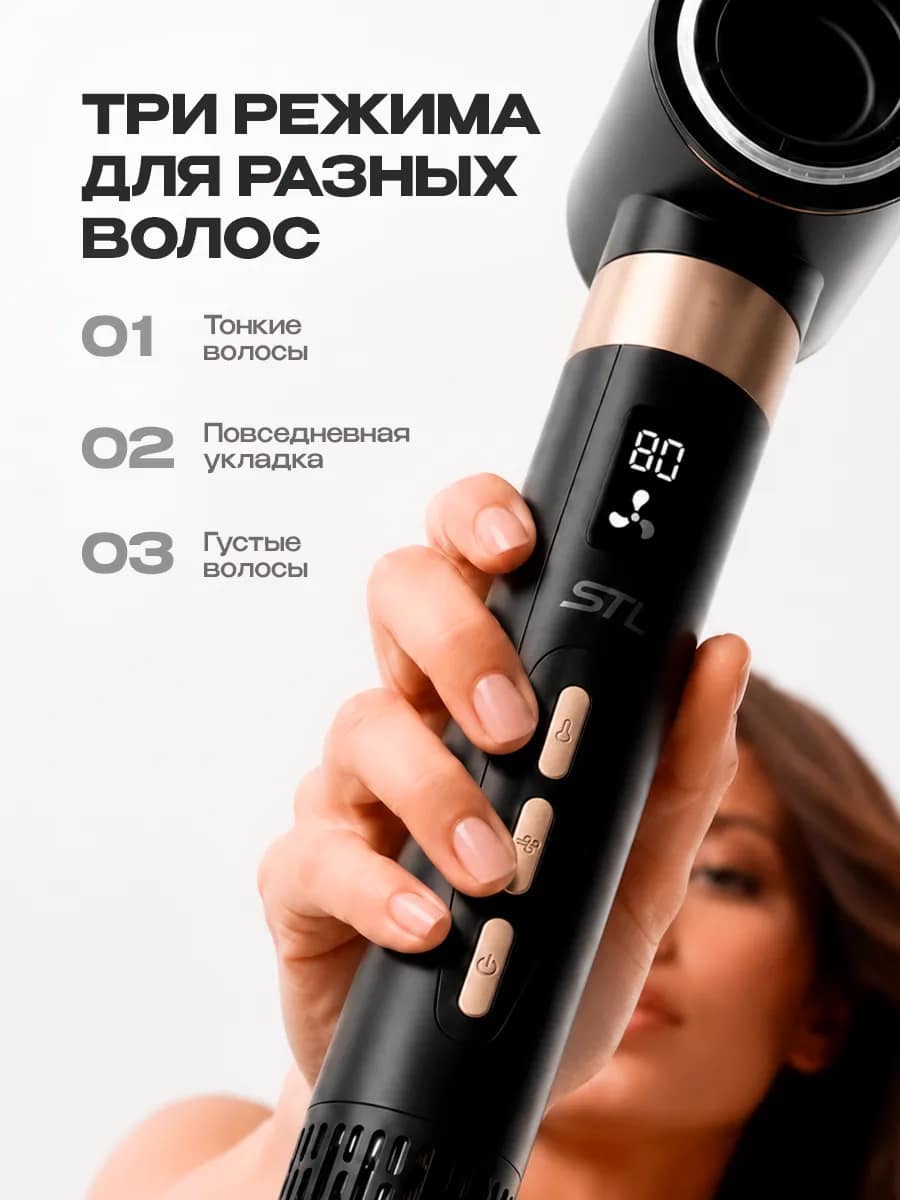 ТРИ РЕЖИМА
ДЛЯ РАЗНЫХ
ВОЛОС
01 Тонкие
волосы
02 Повседневная
укладка
03 Густые
волосы
80
STL